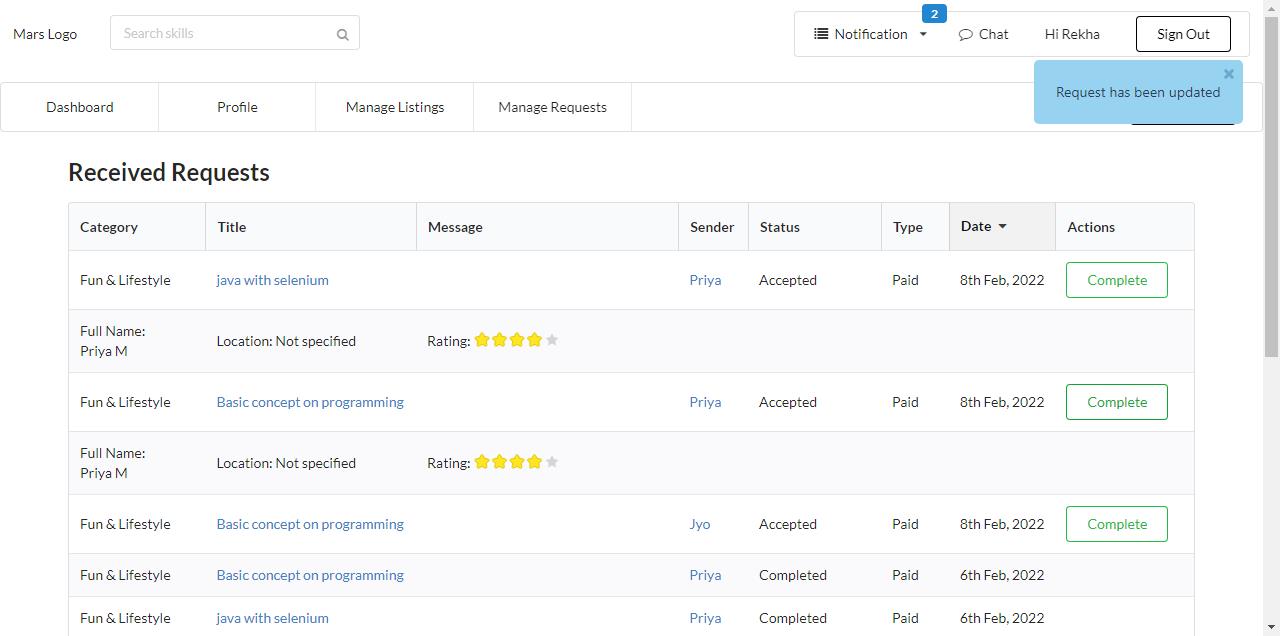 2
Mars Logo
Search skills
Notification
Chat
Hi Rekha
Sign Out
Request has been updated
Dashboard
Profile
Manage Listings
Manage Requests
Received Requests
Category Title Message Sender Status Type Date Actions
Fun & Lifestyle java with selenium Priya Accepted Paid 8th Feb, 2022 Complete
Full Name:
Priya M
Location: Not specified
Rating:
Fun & Lifestyle Basic concept on programming Priya Accepted Paid 8th Feb, 2022 Complete
Full Name:
Priya M
Location: Not specified
Rating:
Fun & Lifestyle Basic concept on programming Jyo Accepted Paid 8th Feb, 2022 Complete
Fun & Lifestyle Basic concept on programming Priya Completed Paid 6th Feb, 2022
Fun & Lifestyle java with selenium Priya Completed Paid 6th Feb, 2022